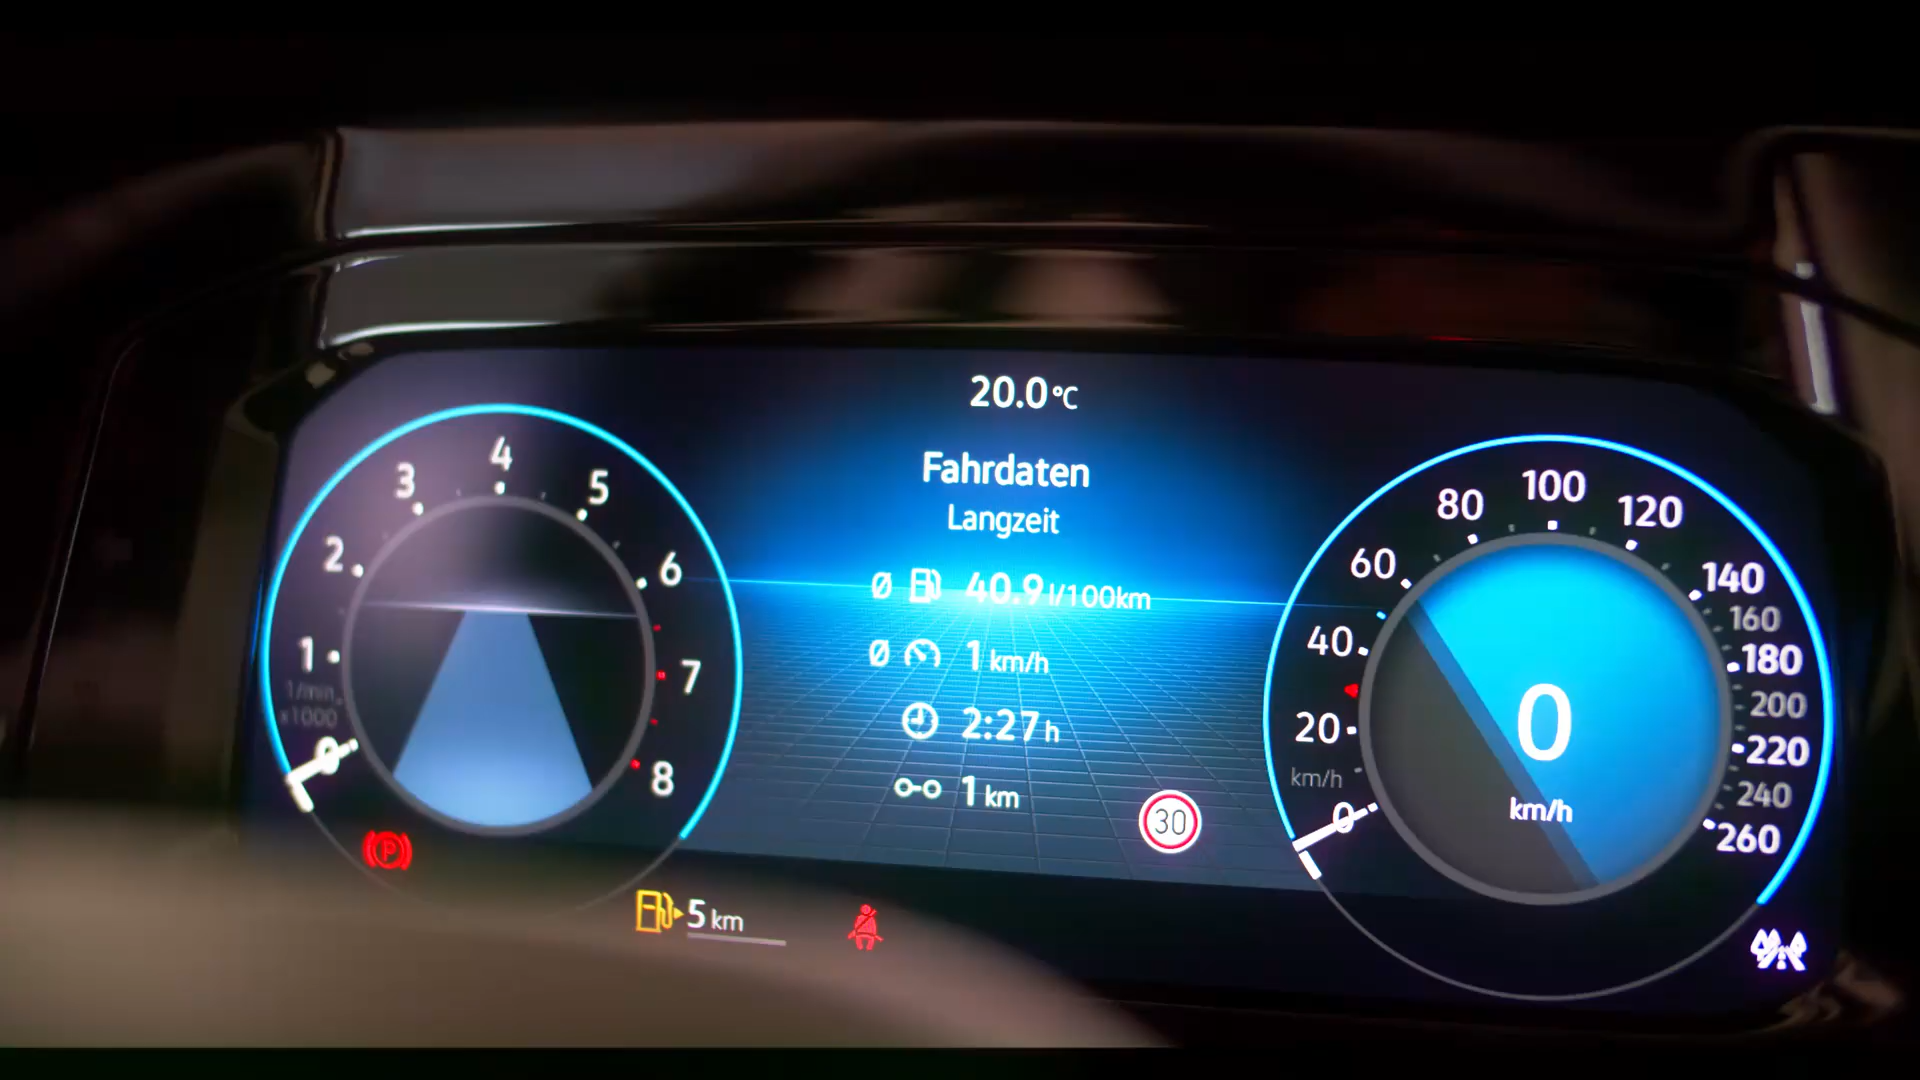 20.0°C
Fahrdaten
Langzeit
Ø 40.9 l/100km
Ø 1 km/h
2:27 h
1 km
30
0
1
2
3
4
5
6
7
8
1/min
x1000
P
5 km
0
20
40
60
80
100
120
140
160
180
200
220
240
260
km/h
0
km/h